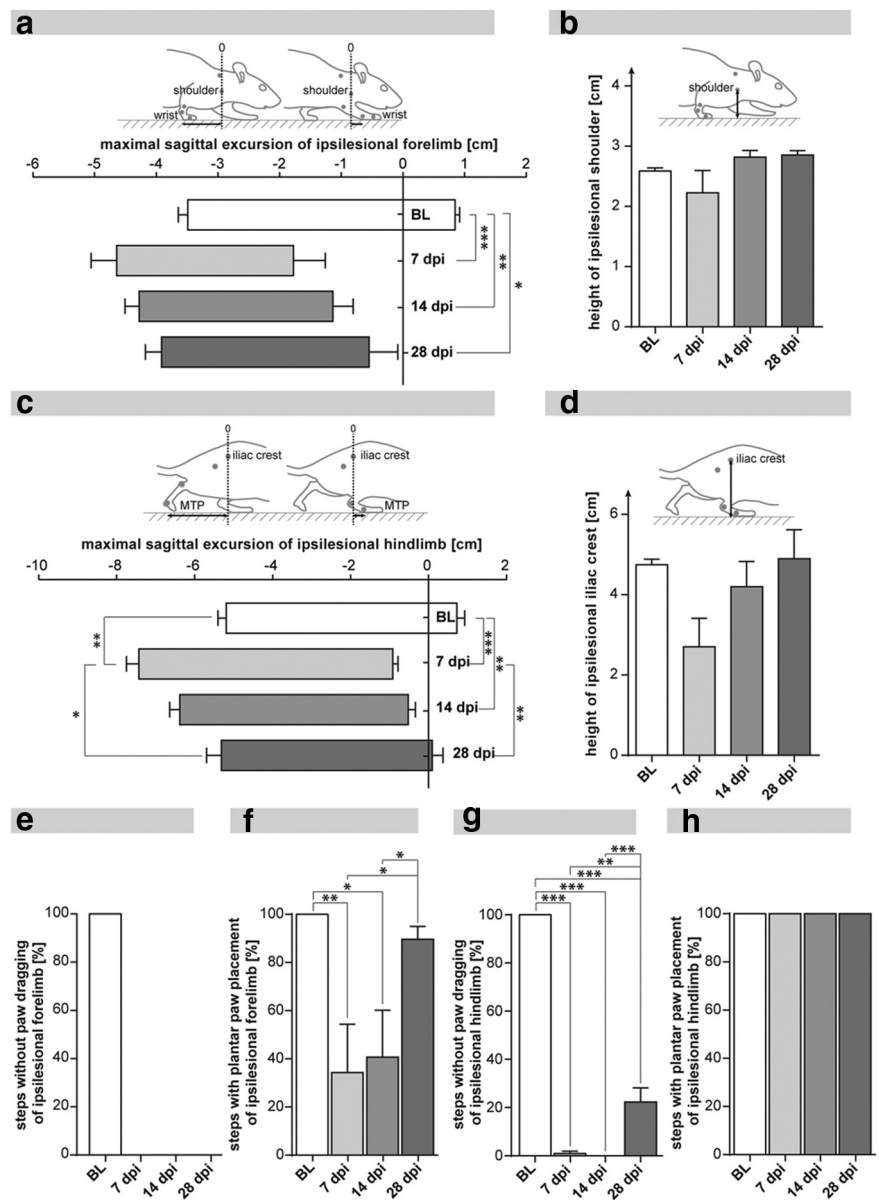 a
0
0
shoulder
shoulder
wrist
wrist
maximal sagittal excursion of ipsilesional forelimb [cm]
-6 -5 -4 -3 -2 -1 0 1 2
BL
7 dpi
14 dpi
28 dpi
***
**
*
b
shoulder
height of ipsilesional shoulder [cm]
4
3
2
1
0
BL 7 dpi 14 dpi 28 dpi
c
0
0
iliac crest
iliac crest
MTP
MTP
maximal sagittal excursion of ipsilesional hindlimb [cm]
-10 -8 -6 -4 -2 0 2
BL
7 dpi
14 dpi
28 dpi
**
*
***
**
**
d
iliac crest
height of ipsilesional iliac crest [cm]
6
4
2
0
BL 7 dpi 14 dpi 28 dpi
e
steps without paw dragging
of ipsilesional forelimb [%]
100
80
60
40
20
0
BL 7 dpi 14 dpi 28 dpi
f
*
*
*
**
steps with plantar paw placement
of ipsilesional forelimb [%]
100
80
60
40
20
0
BL 7 dpi 14 dpi 28 dpi
g
***
**
***
***
***
steps without paw dragging
of ipsilesional hindlimb [%]
100
80
60
40
20
0
BL 7 dpi 14 dpi 28 dpi
h
steps with plantar paw placement
of ipsilesional hindlimb [%]
100
80
60
40
20
0
BL 7 dpi 14 dpi 28 dpi